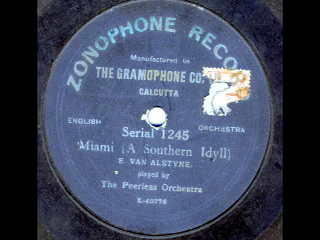 ZONOPHONE RECO
Manufactured by
THE GRAMOPHONE CO.
CALCUTTA
ENGLISH ORCHESTRA
Serial 1245
Miami (A Southern Idyll)
E. VAN ALSTYNE.
played by
The Peerless Orchestra
E-40776